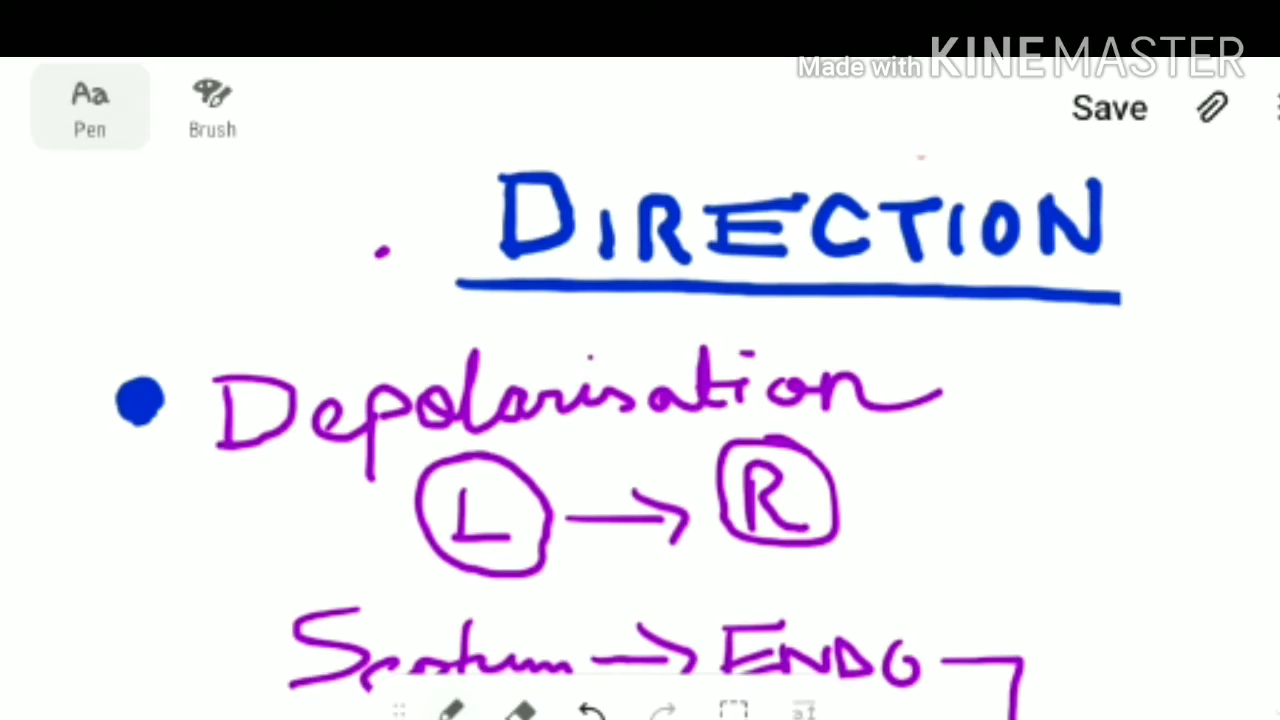 Made with KINEMASTER
Aa
Pen
Brush
Save
DIRECTION
Depolarisation
L → R
Septum → ENDO